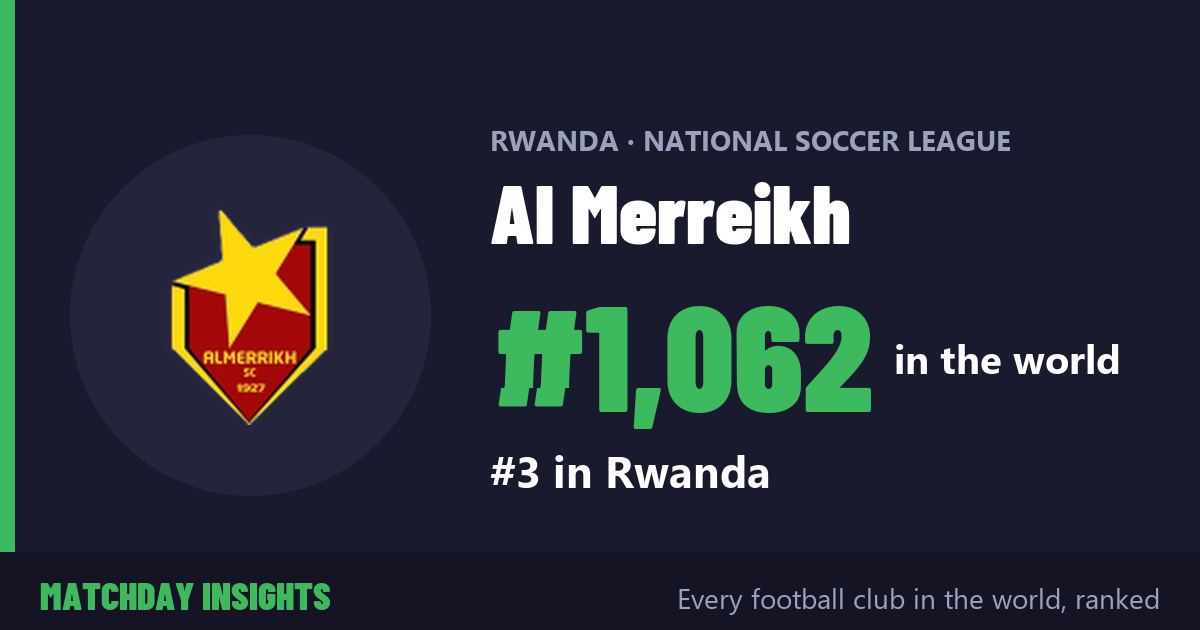 RWANDA · NATIONAL SOCCER LEAGUE
Al Merreikh
#1,062 in the world
#3 in Rwanda
ALMERRIKH
SC
1927
MATCHDAY INSIGHTS
Every football club in the world, ranked